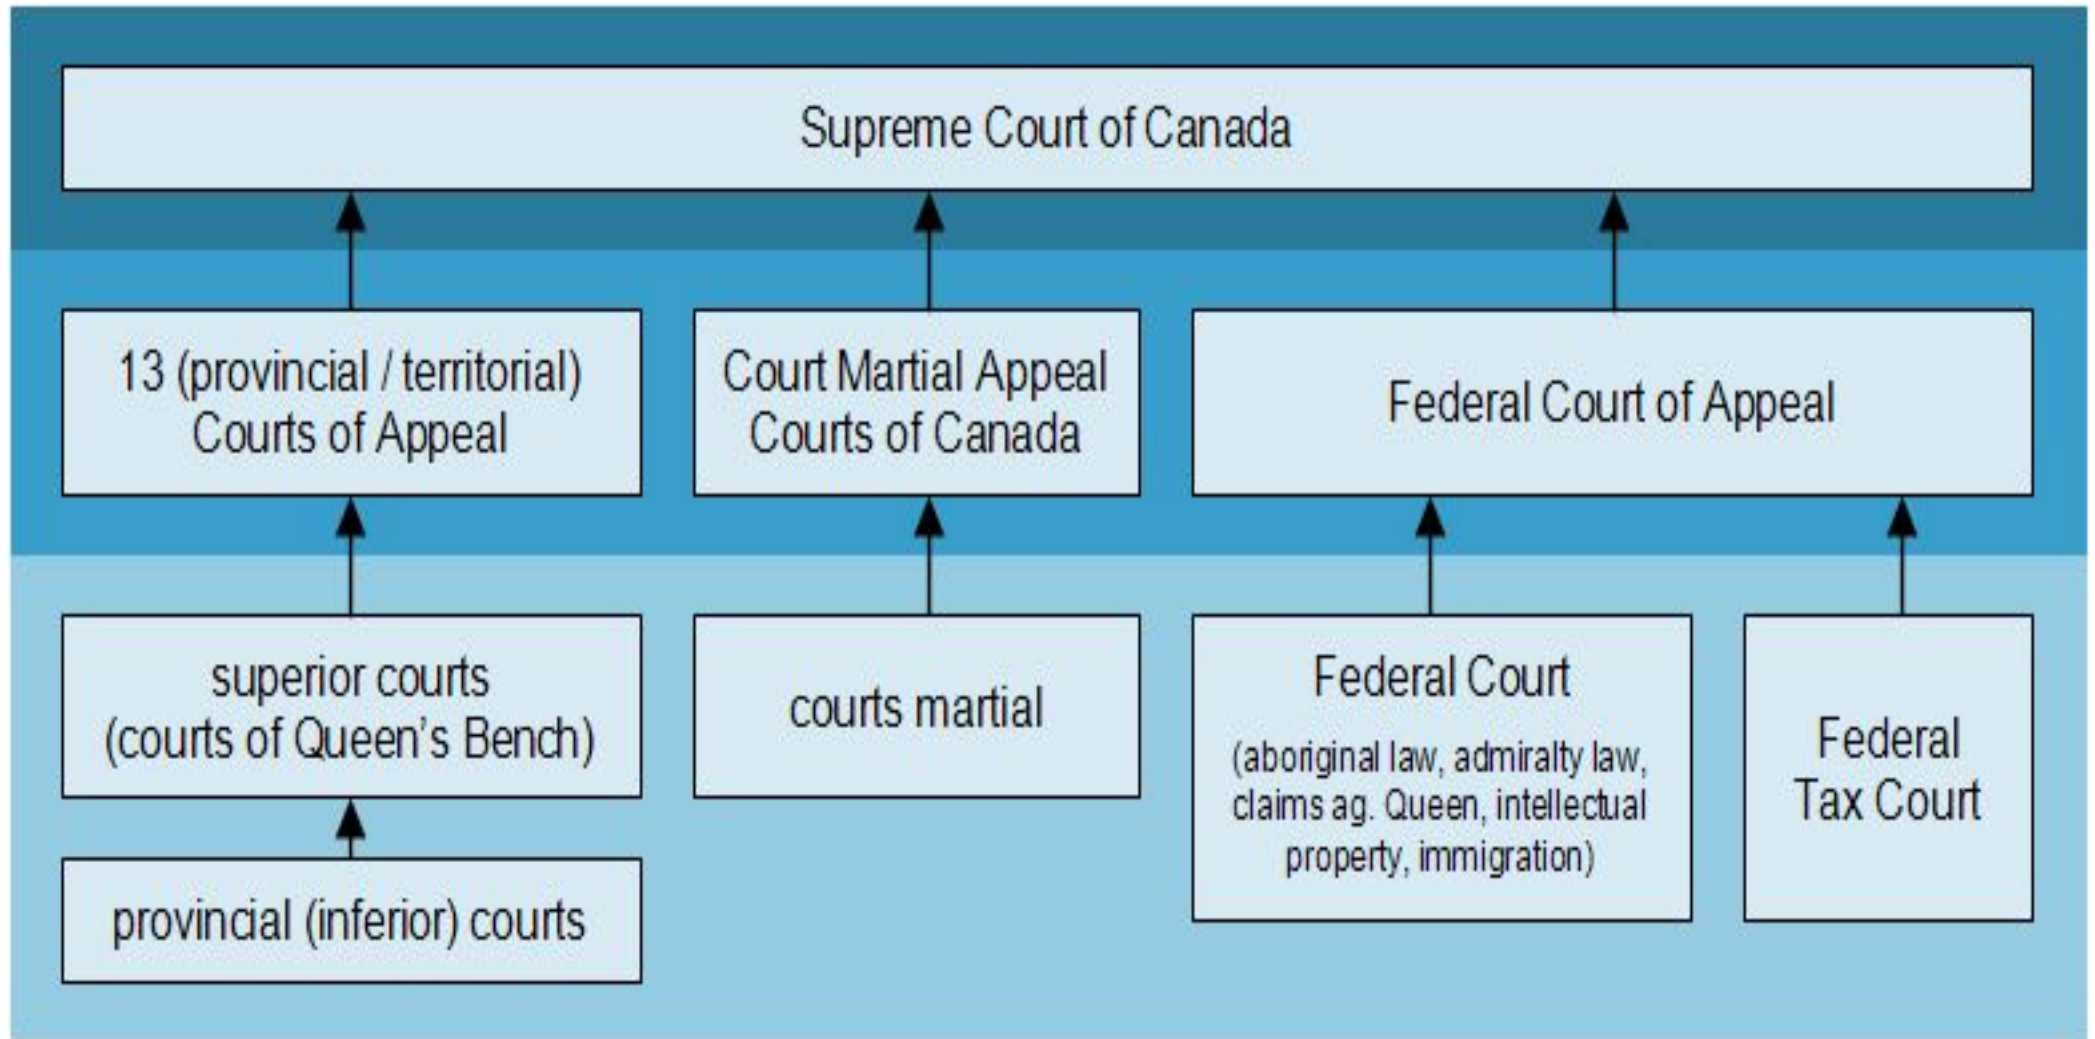 Supreme Court of Canada
13 (provincial / territorial)
Courts of Appeal
Court Martial Appeal
Courts of Canada
Federal Court of Appeal
superior courts
(courts of Queen’s Bench)
courts martial
Federal Court
(aboriginal law, admiralty law,
claims ag. Queen, intellectual
property, immigration)
Federal
Tax Court
provincial (inferior) courts